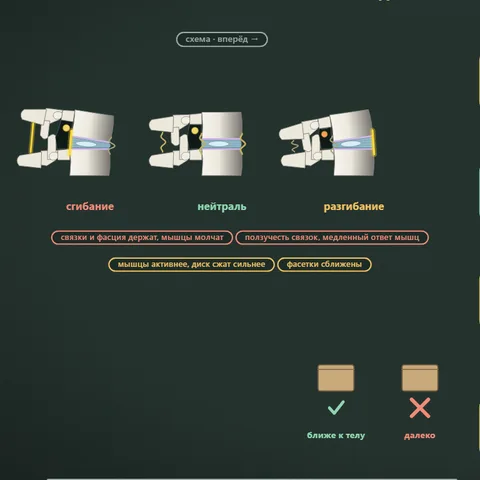 схема · вперёд →
сгибание нейтраль разгибание
связки и фасция держат, мышцы молчат ползучесть связок, медленный ответ мышц
мышцы активнее, диск сжат сильнее фасетки сближены
ближе к телу далеко